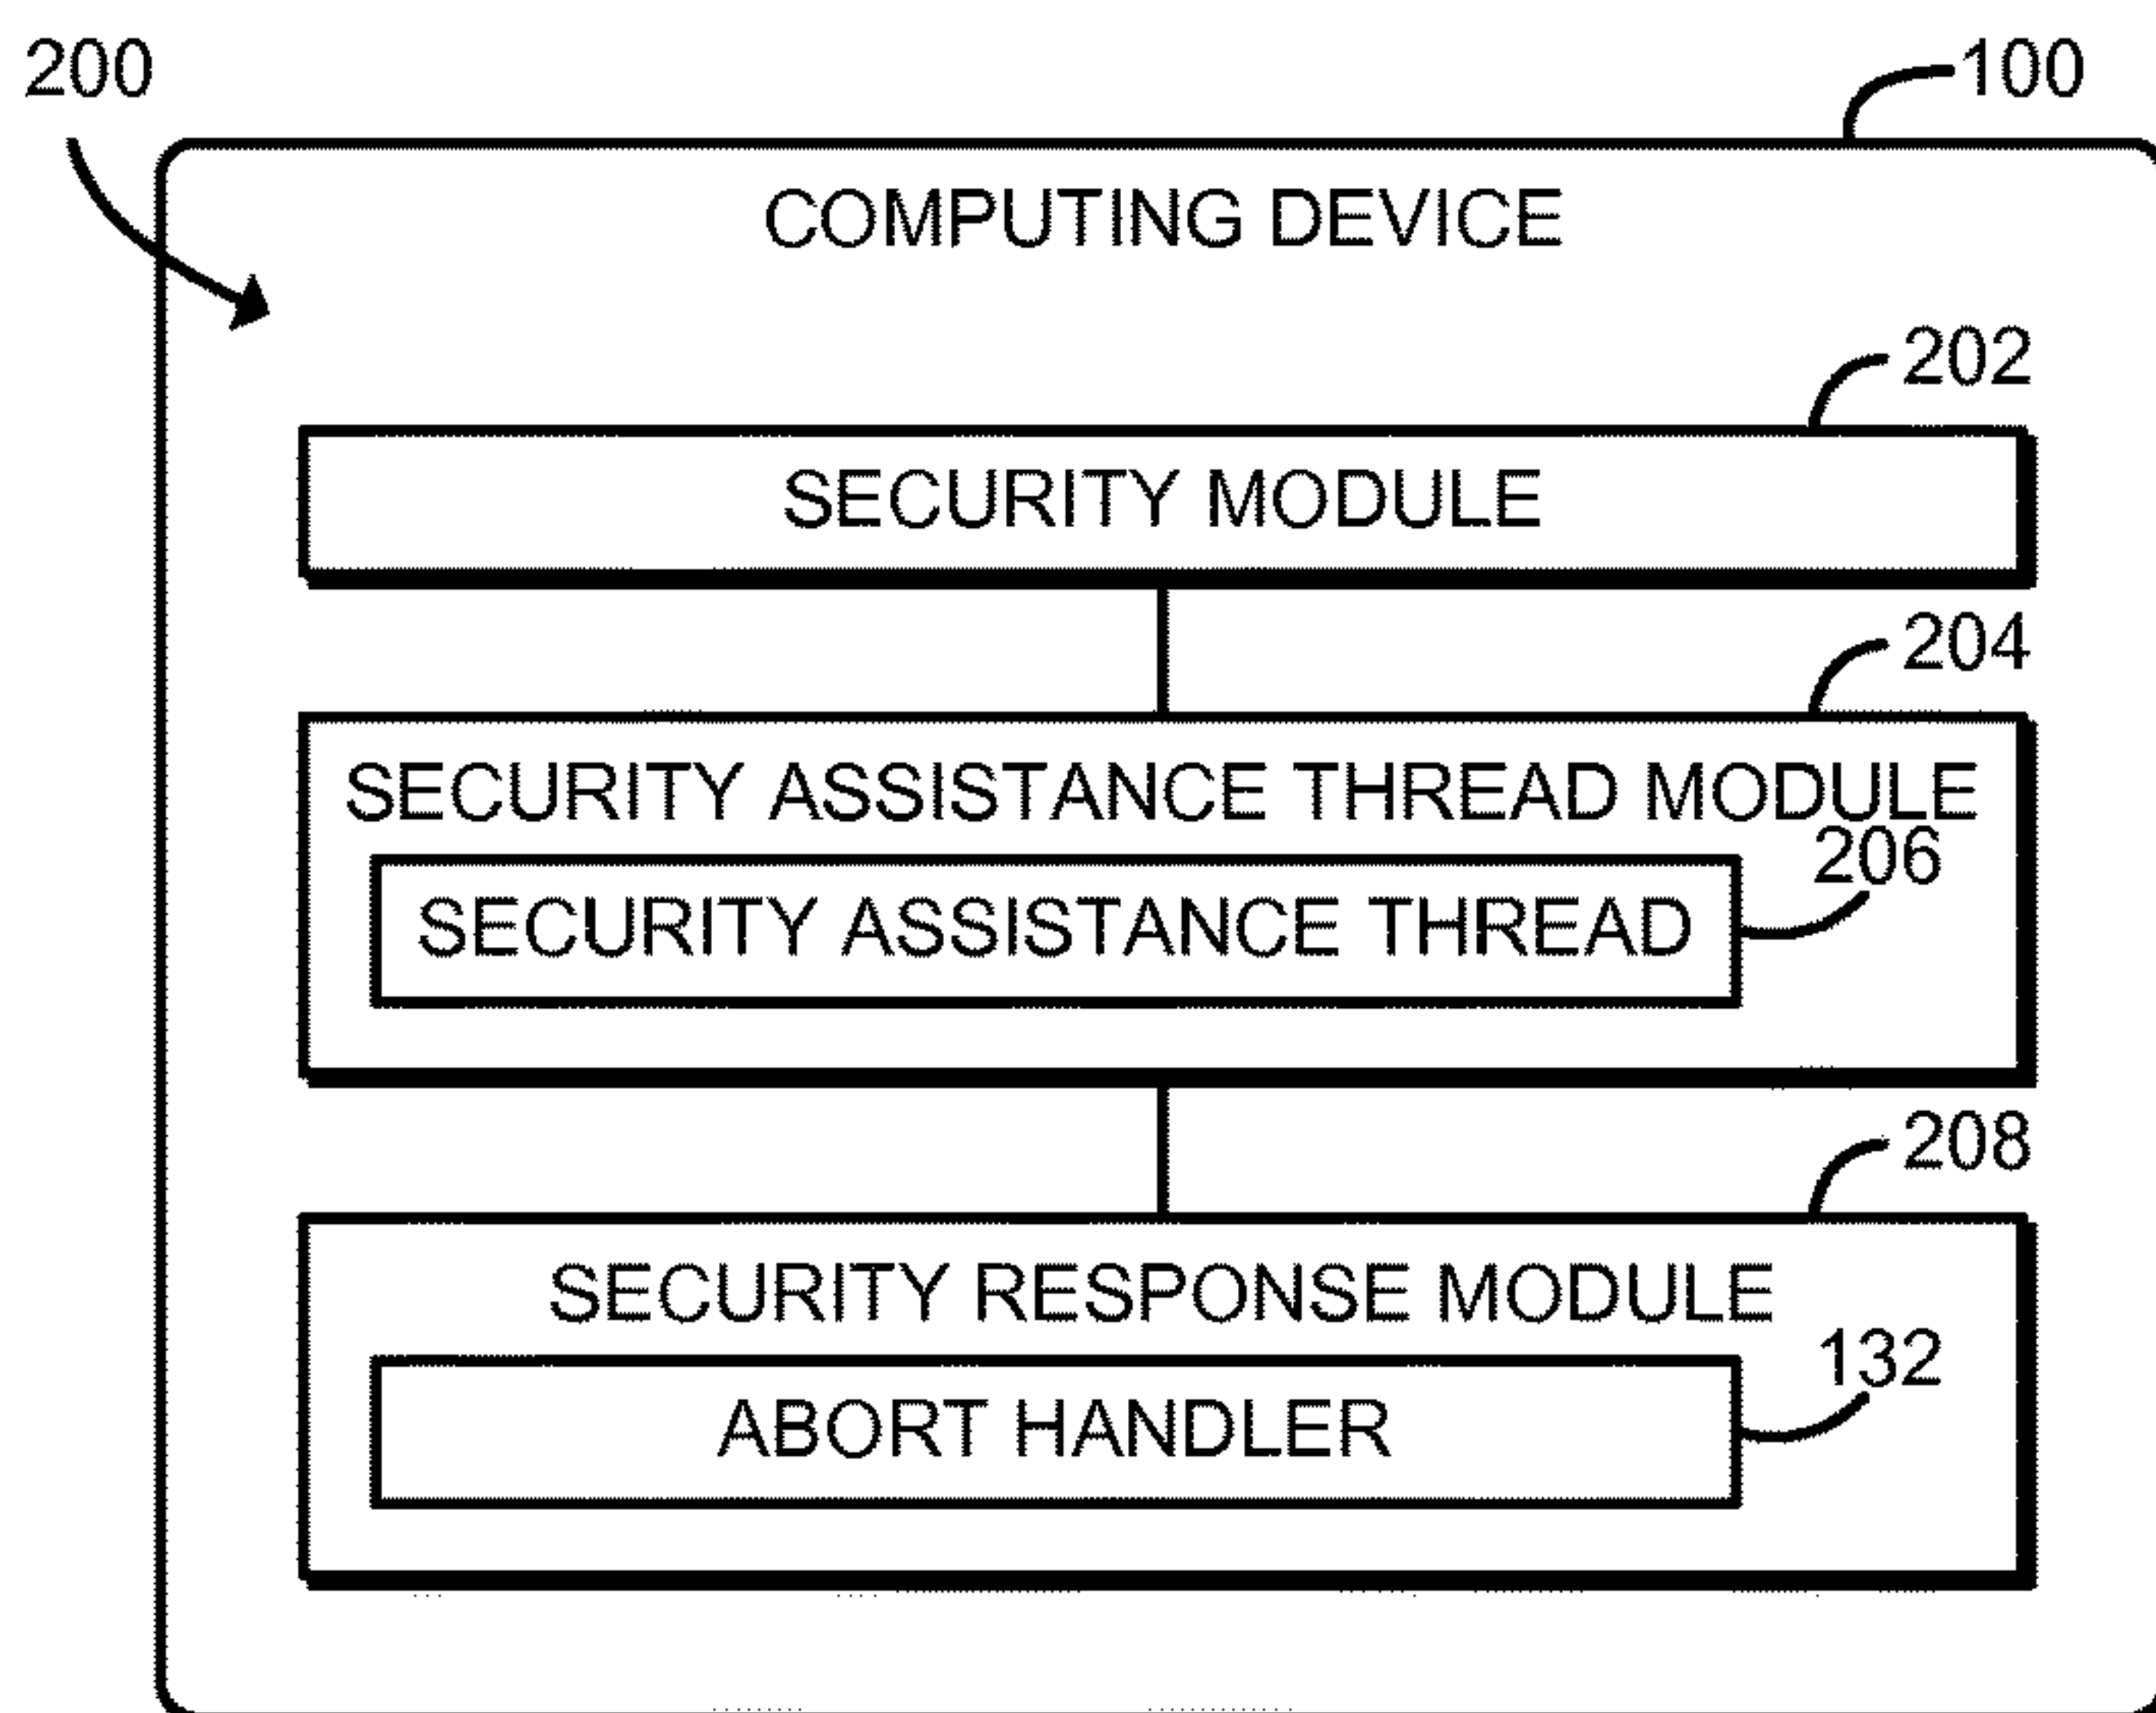 200
100
COMPUTING DEVICE
202
SECURITY MODULE
204
SECURITY ASSISTANCE THREAD MODULE
206
SECURITY ASSISTANCE THREAD
208
SECURITY RESPONSE MODULE
132
ABORT HANDLER